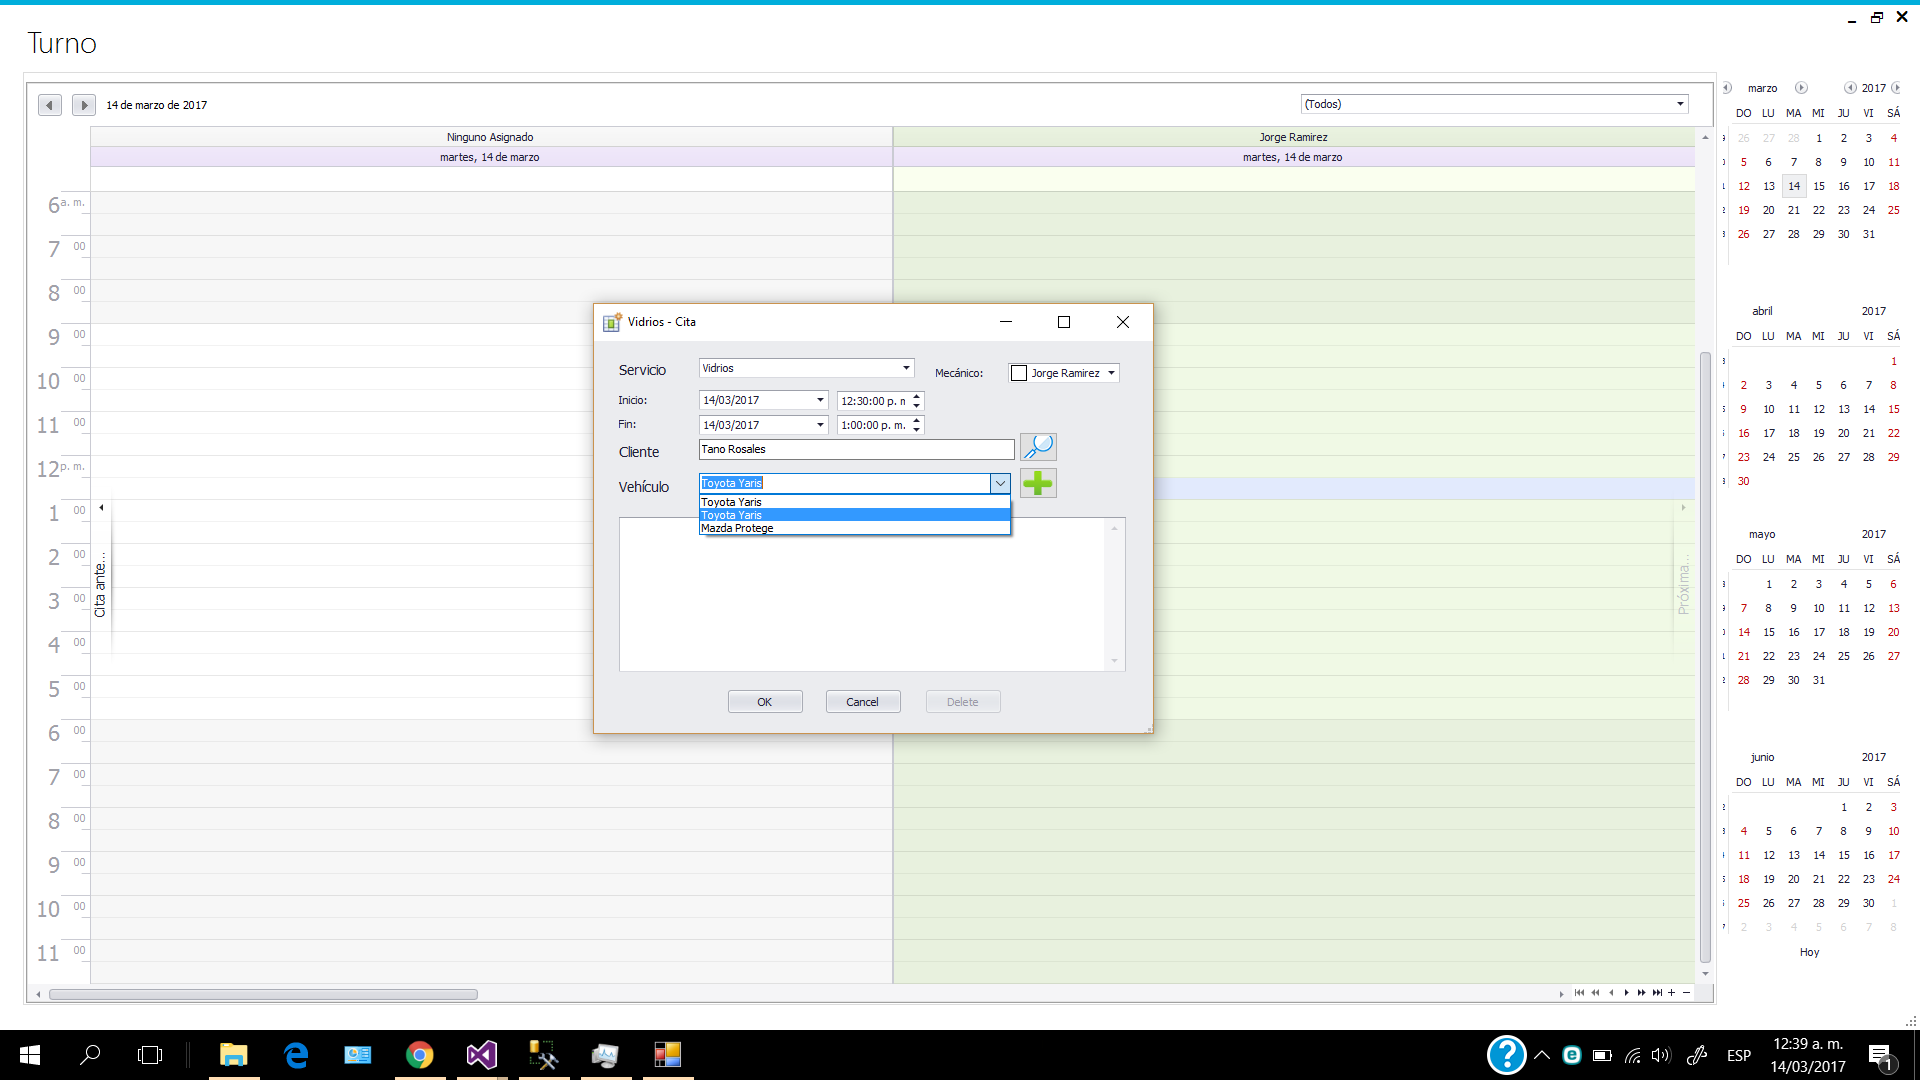 Turno
14 de marzo de 2017
(Todos)
Ninguno Asignado
Jorge Ramirez
martes, 14 de marzo
martes, 14 de marzo
6 a. m.
7 00
8 00
9 00
10 00
11 00
12 p. m.
1 00
2 00
3 00
4 00
5 00
6 00
7 00
8 00
9 00
10 00
11 00
Cita ante...
Próxima...
Vidrios - Cita
Servicio
Vidrios
Mecánico:
Jorge Ramirez
Inicio:
14/03/2017
12:30:00 p. n
Fin:
14/03/2017
1:00:00 p. m.
Cliente
Tano Rosales
Vehículo
Toyota Yaris
Toyota Yaris
Toyota Yaris
Mazda Protege
OK
Cancel
Delete
marzo 2017
DO LU MA MI JU VI SÁ
26 27 28 1 2 3 4
5 6 7 8 9 10 11
12 13 14 15 16 17 18
19 20 21 22 23 24 25
26 27 28 29 30 31
abril 2017
DO LU MA MI JU VI SÁ
1
2 3 4 5 6 7 8
9 10 11 12 13 14 15
16 17 18 19 20 21 22
23 24 25 26 27 28 29
30
mayo 2017
DO LU MA MI JU VI SÁ
1 2 3 4 5 6
7 8 9 10 11 12 13
14 15 16 17 18 19 20
21 22 23 24 25 26 27
28 29 30 31
junio 2017
DO LU MA MI JU VI SÁ
1 2 3
4 5 6 7 8 9 10
11 12 13 14 15 16 17
18 19 20 21 22 23 24
25 26 27 28 29 30 1
2 3 4 5 6 7 8
Hoy
ESP
12:39 a. m.
14/03/2017
1